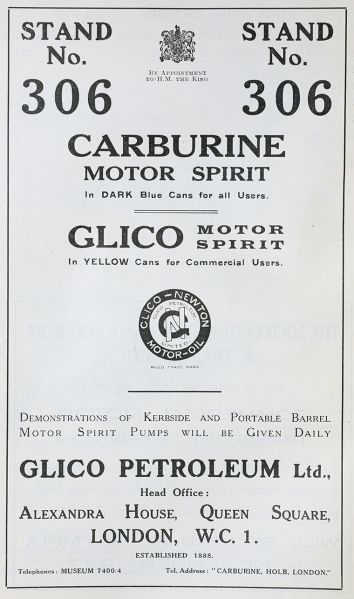 STAND
No.
306
STAND
No.
306
BY APPOINTMENT
TO H.M. THE KING
CARBURINE
MOTOR SPIRIT
In DARK Blue Cans for all Users.
GLICO MOTOR SPIRIT
In YELLOW Cans for Commercial Users.
GLICO-NEWTON
GLICO PETROLEUM
LIMITED
MOTOR-OIL
REGD TRADE MARK
DEMONSTRATIONS OF KERBSIDE AND PORTABLE BARREL
MOTOR SPIRIT PUMPS WILL BE GIVEN DAILY
GLICO PETROLEUM Ltd.,
Head Office:
ALEXANDRA HOUSE, QUEEN SQUARE,
LONDON, W.C. 1.
ESTABLISHED 1888.
Telephones: MUSEUM 7400/4 Tel. Address: "CARBURINE, HOLB, LONDON."